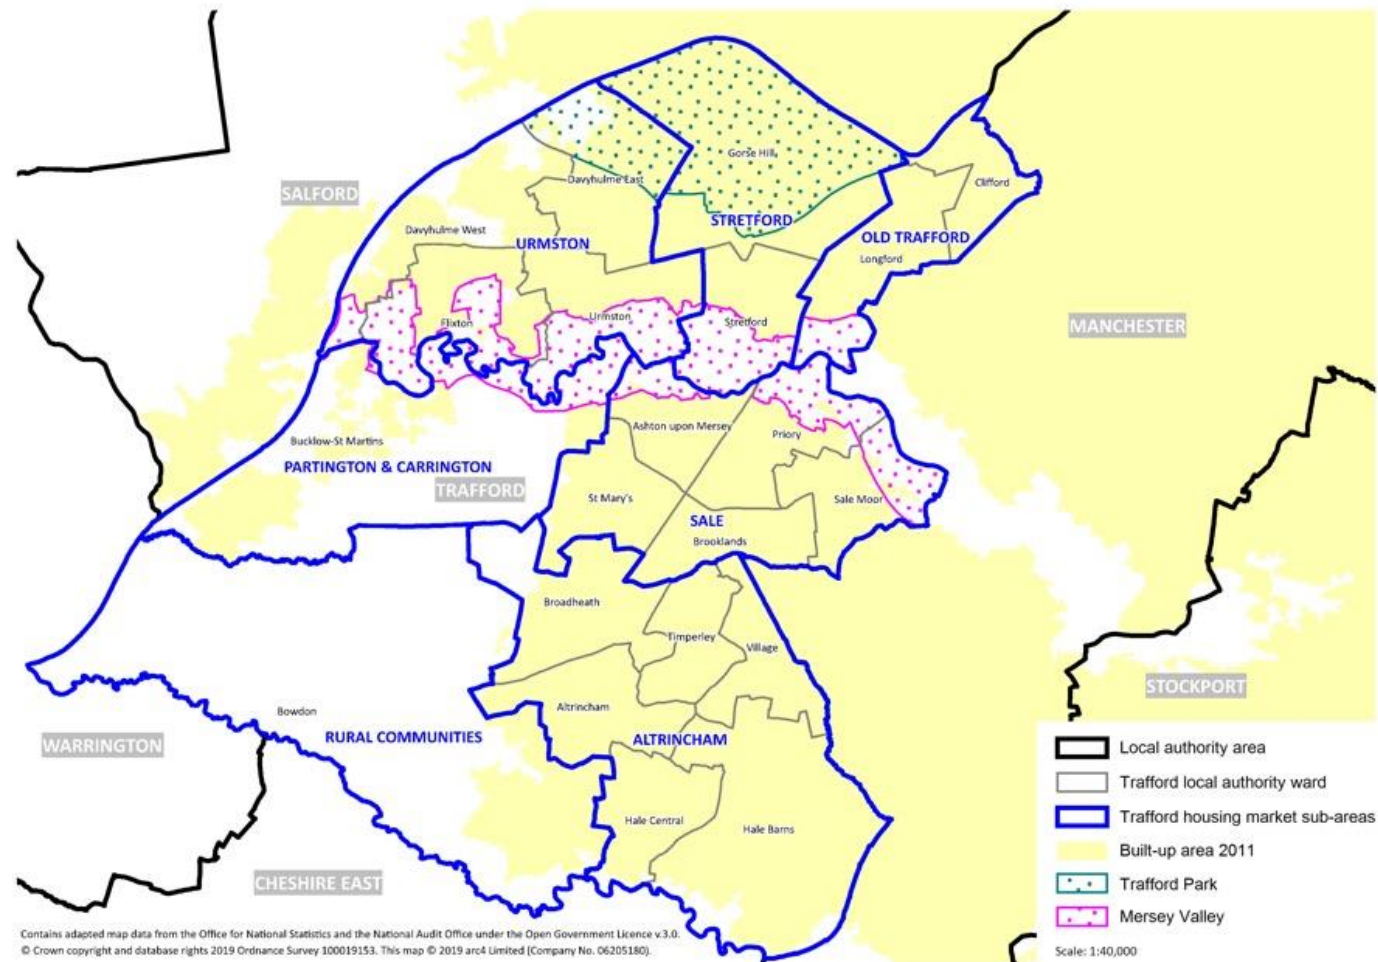 Gorse Hill
SALFORD
Davyhulme East
Clifford
STRETFORD
Davyhulme West
URMSTON
OLD TRAFFORD
Longford
Flixton
Urmston
Stretford
MANCHESTER
Ashton upon Mersey
Priory
Bucklow-St Martins
PARTINGTON & CARRINGTON
TRAFFORD
St Mary's
Sale Moor
SALE
Brooklands
Broadheath
Timperley
Village
STOCKPORT
Bowdon
Altrincham
RURAL COMMUNITIES
ALTRINCHAM
WARRINGTON
Hale Central
Hale Barns
CHESHIRE EAST
Local authority area
Trafford local authority ward
Trafford housing market sub-areas
Built-up area 2011
Trafford Park
Mersey Valley
Scale: 1:40,000
Contains adapted map data from the Office for National Statistics and the National Audit Office under the Open Government Licence v.3.0.
© Crown copyright and database rights 2019 Ordnance Survey 100019153. This map © 2019 arc4 Limited (Company No. 06205180).